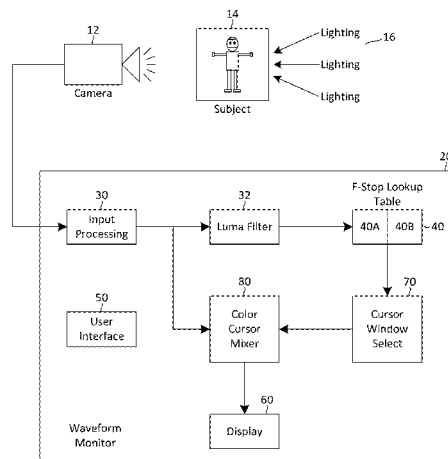 12
14
16
Lighting
Lighting
Lighting
Camera
Subject
20
F-Stop Lookup
Table
30
32
Input
Processing
Luma Filter
40A
40B
40
50
80
70
User
Interface
Color
Cursor
Mixer
Cursor
Window
Select
60
Waveform
Monitor
Display